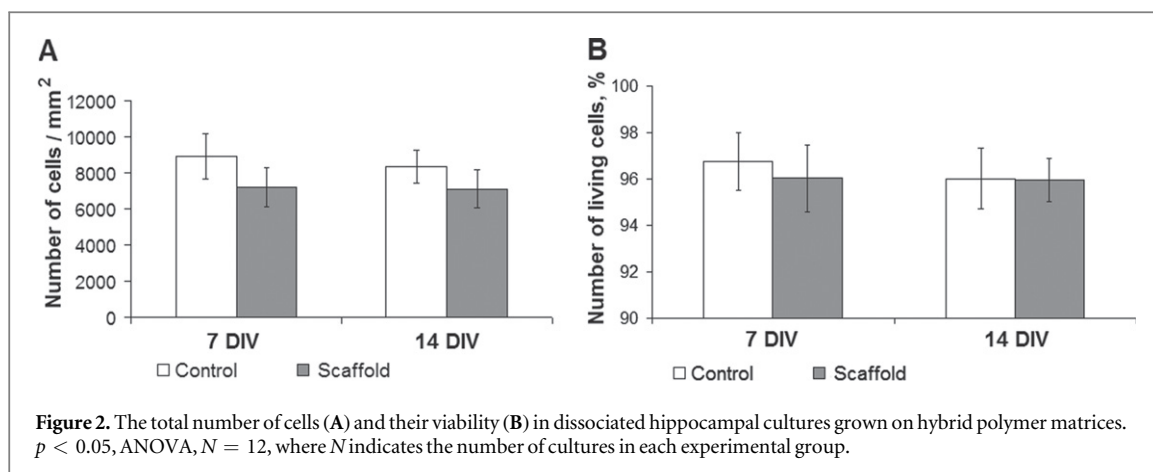 A
Number of cells / mm²
12000
10000
8000
6000
4000
2000
0
7 DIV 14 DIV
Control Scaffold
B
Number of living cells, %
100
98
96
94
92
90
7 DIV 14 DIV
Control Scaffold
Figure 2. The total number of cells (A) and their viability (B) in dissociated hippocampal cultures grown on hybrid polymer matrices.
p < 0.05, ANOVA, N = 12, where N indicates the number of cultures in each experimental group.